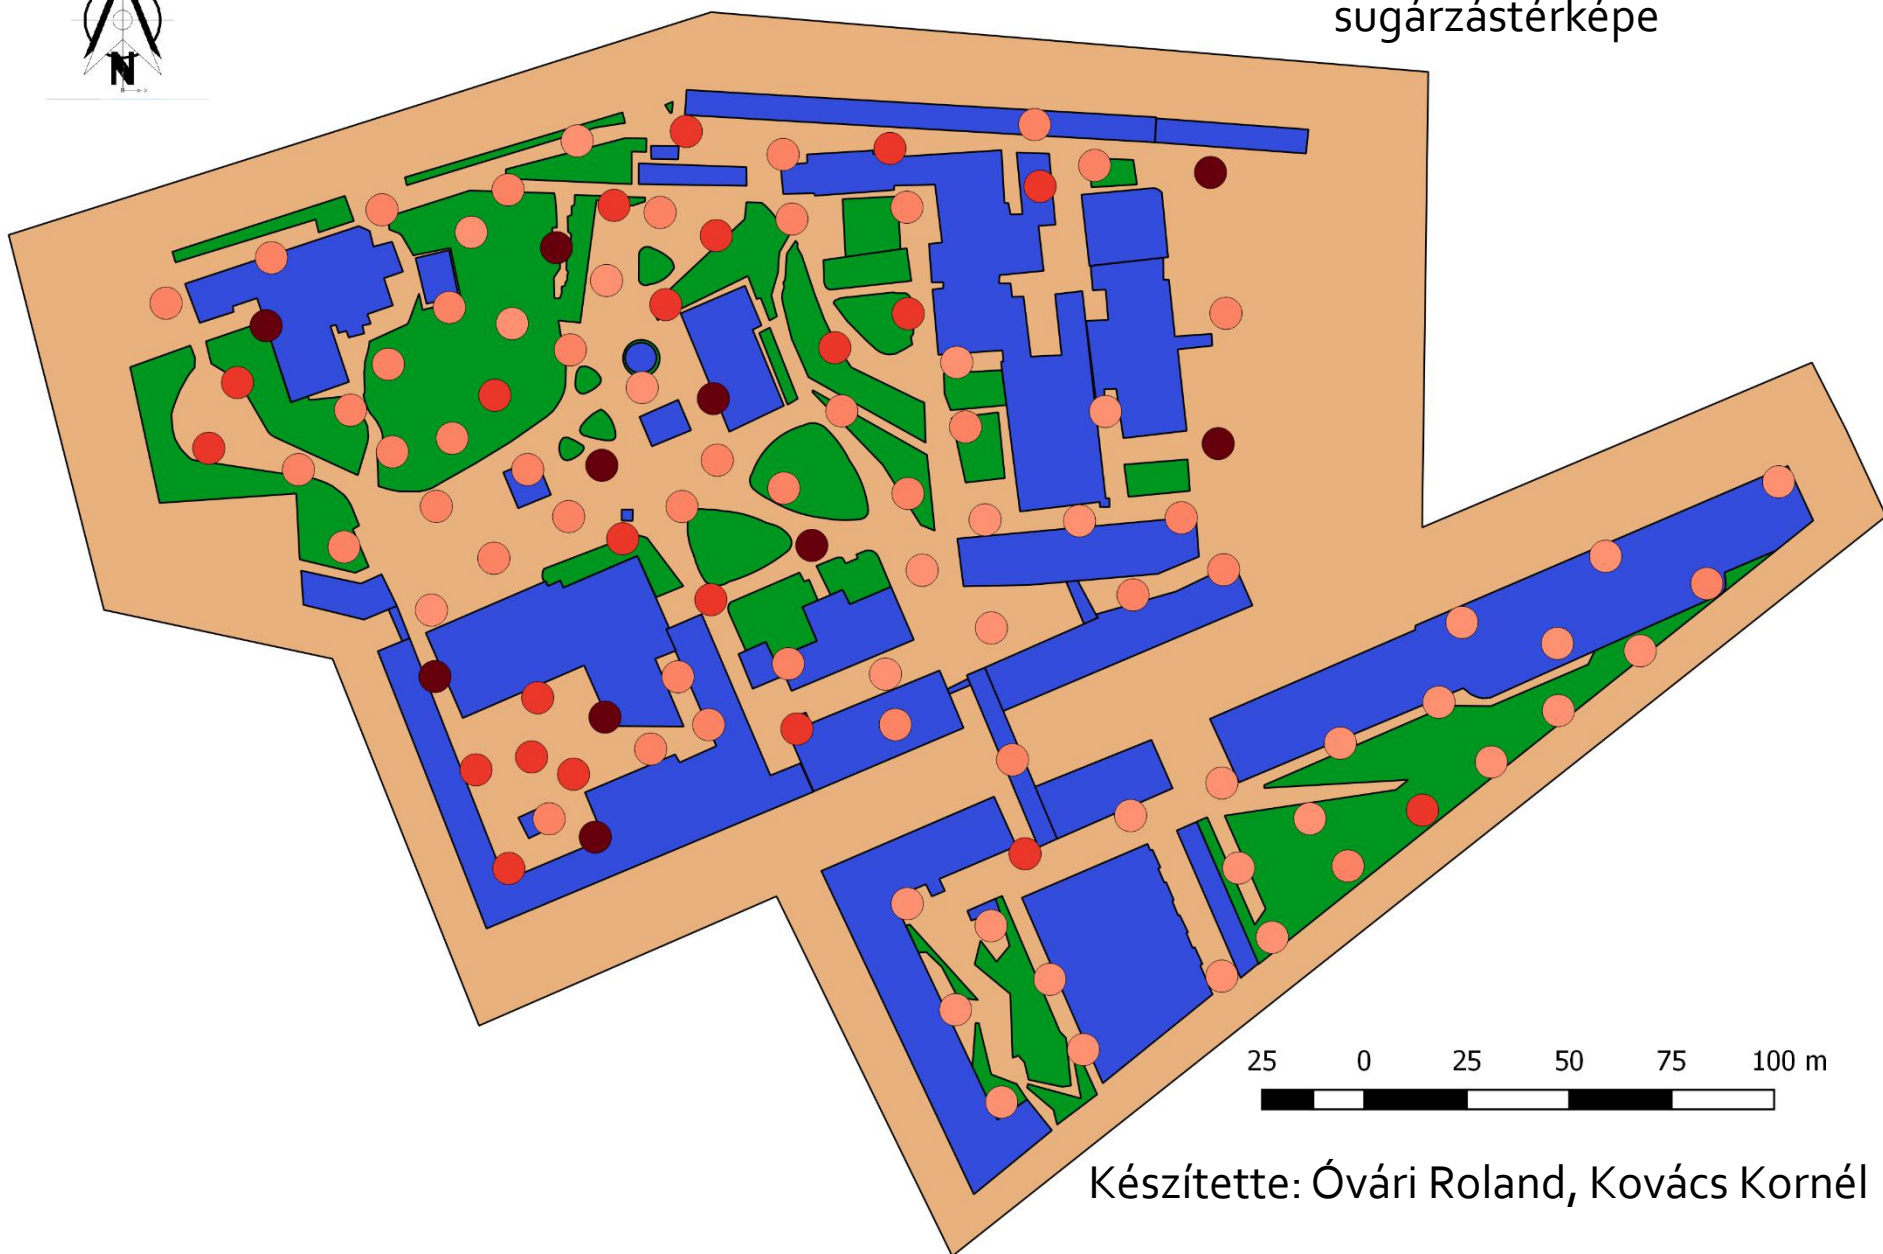 sugárzástérképe
N
25 0 25 50 75 100 m
Készítette: Óvári Roland, Kovács Kornél